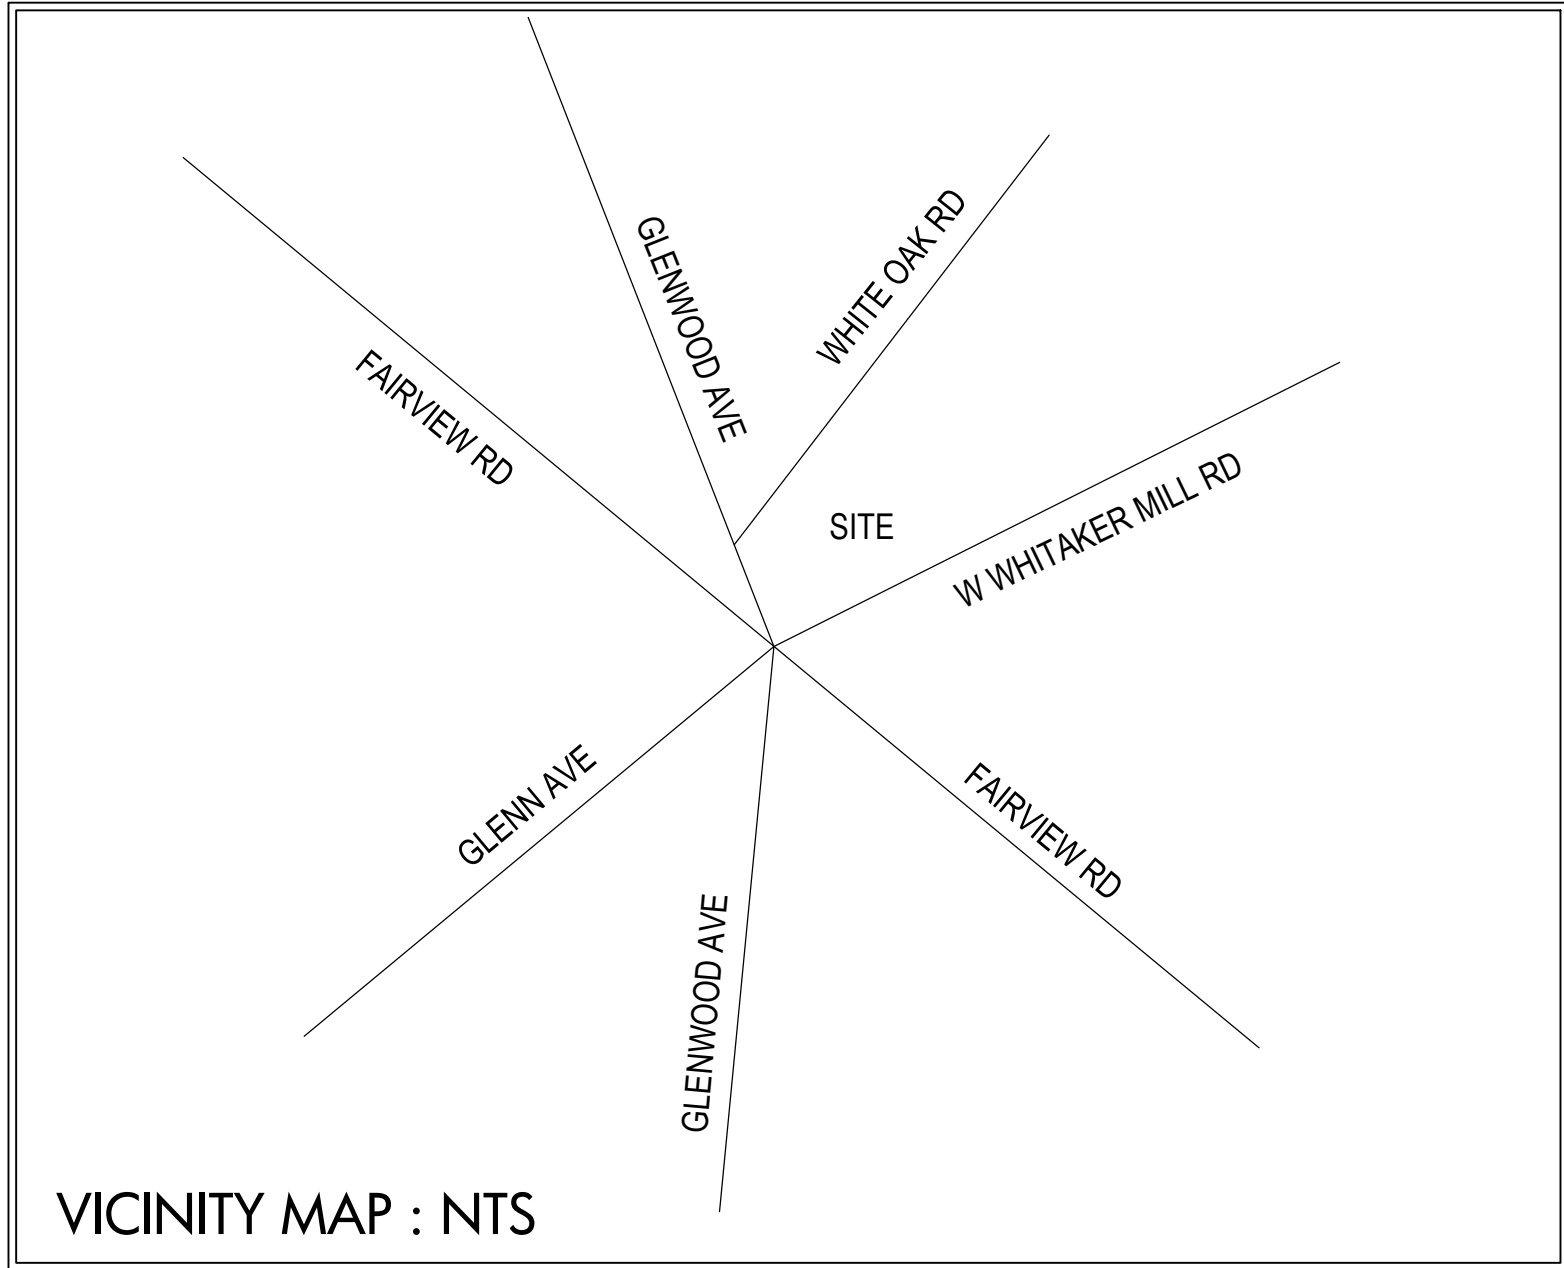 GLENWOOD AVE
WHITE OAK RD
FAIRVIEW RD
SITE
W WHITAKER MILL RD
GLENN AVE
FAIRVIEW RD
GLENWOOD AVE
VICINITY MAP : NTS